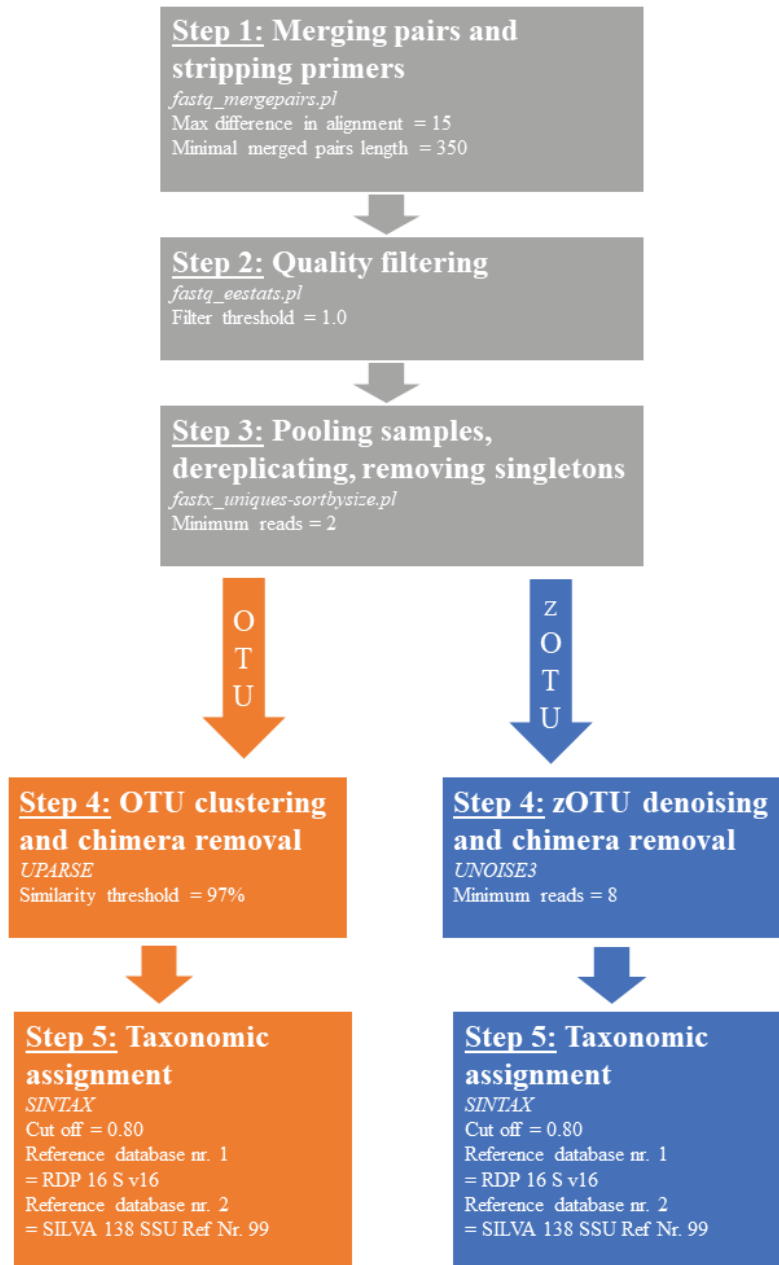 Step 1: Merging pairs and
stripping primers
fastq_mergepairs.pl
Max difference in alignment = 15
Minimal merged pairs length = 350
Step 2: Quality filtering
fastq_eestats.pl
Filter threshold = 1.0
Step 3: Pooling samples,
dereplicating, removing singletons
fastx_uniques-sortbysize.pl
Minimum reads = 2
O
T
U
z
O
T
U
Step 4: OTU clustering
and chimera removal
UPARSE
Similarity threshold = 97%
Step 4: zOTU denoising
and chimera removal
UNOISE3
Minimum reads = 8
Step 5: Taxonomic
assignment
SINTAX
Cut off = 0.80
Reference database nr. 1
= RDP 16 S v16
Reference database nr. 2
= SILVA 138 SSU Ref Nr. 99
Step 5: Taxonomic
assignment
SINTAX
Cut off = 0.80
Reference database nr. 1
= RDP 16 S v16
Reference database nr. 2
= SILVA 138 SSU Ref Nr. 99